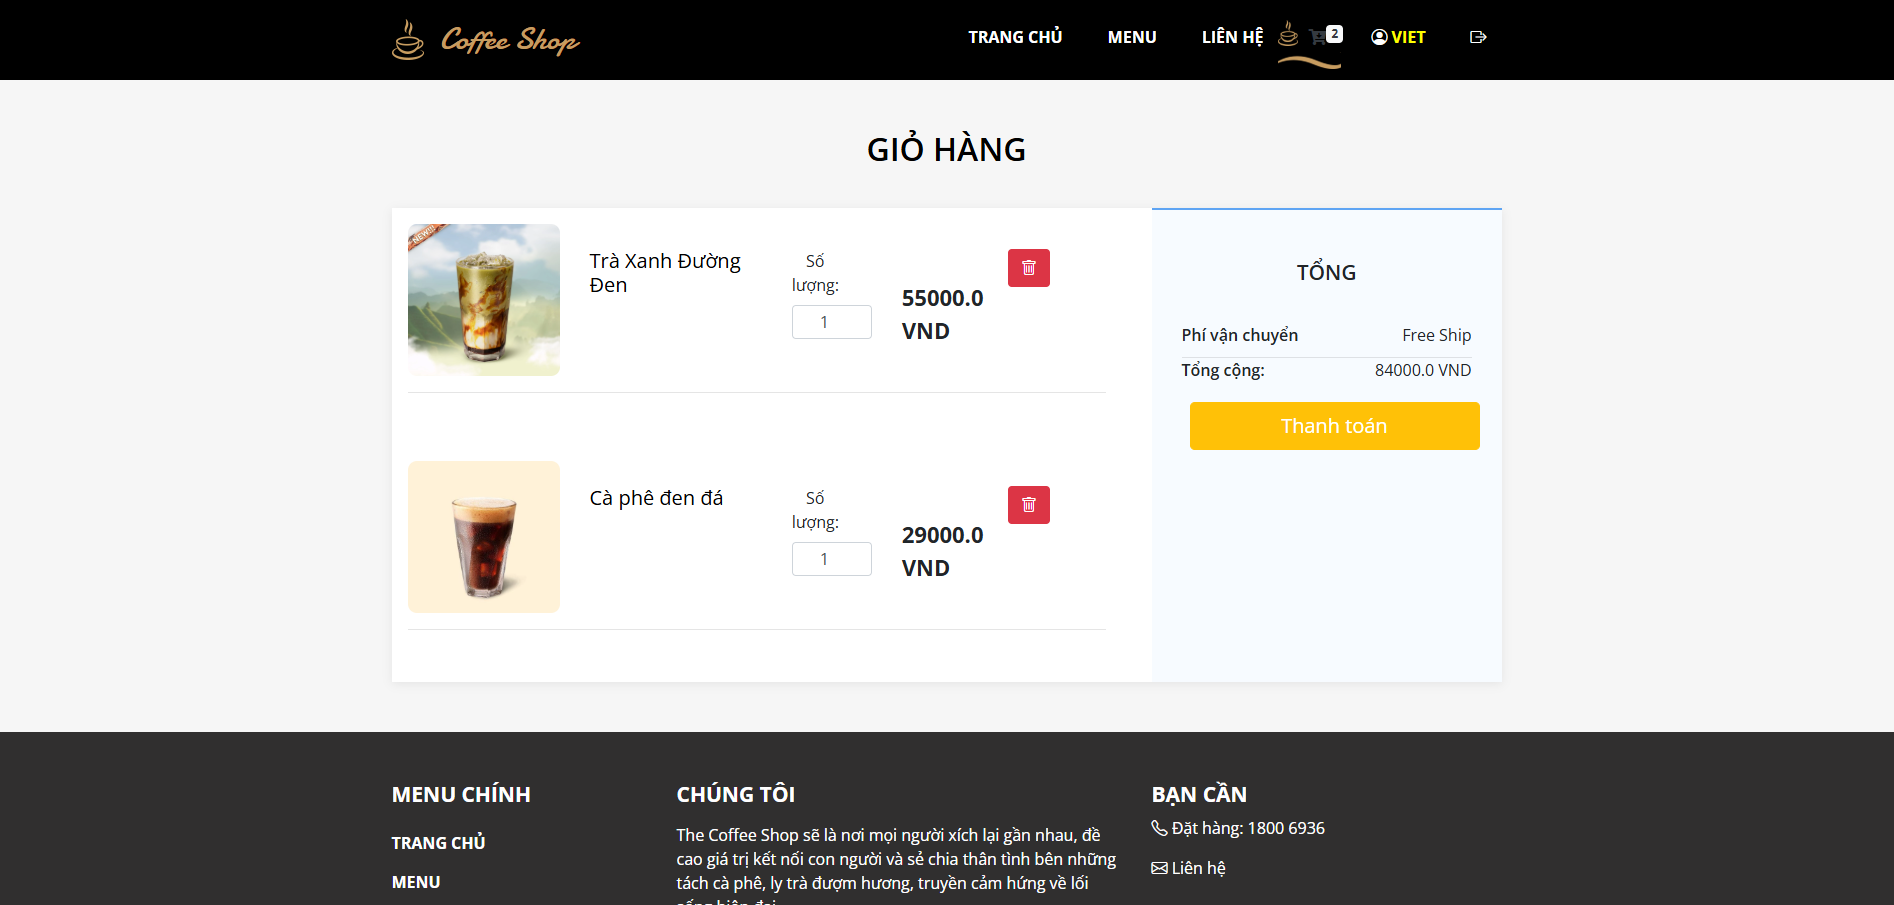 Coffee Shop
TRANG CHỦ
MENU
LIÊN HỆ
2
VIET
GIỎ HÀNG
NEW!!!
Trà Xanh Đường
Đen
Số
lượng:
1
55000.0
VND
Cà phê đen đá
Số
lượng:
1
29000.0
VND
TỔNG
Phí vận chuyển Free Ship
Tổng cộng: 84000.0 VND
Thanh toán
MENU CHÍNH
TRANG CHỦ
MENU
CHÚNG TÔI
The Coffee Shop sẽ là nơi mọi người xích lại gần nhau, đề
cao giá trị kết nối con người và sẻ chia thân tình bên những
tách cà phê, ly trà đượm hương, truyền cảm hứng về lối
sống hiện đại
BẠN CẦN
Đặt hàng: 1800 6936
Liên hệ